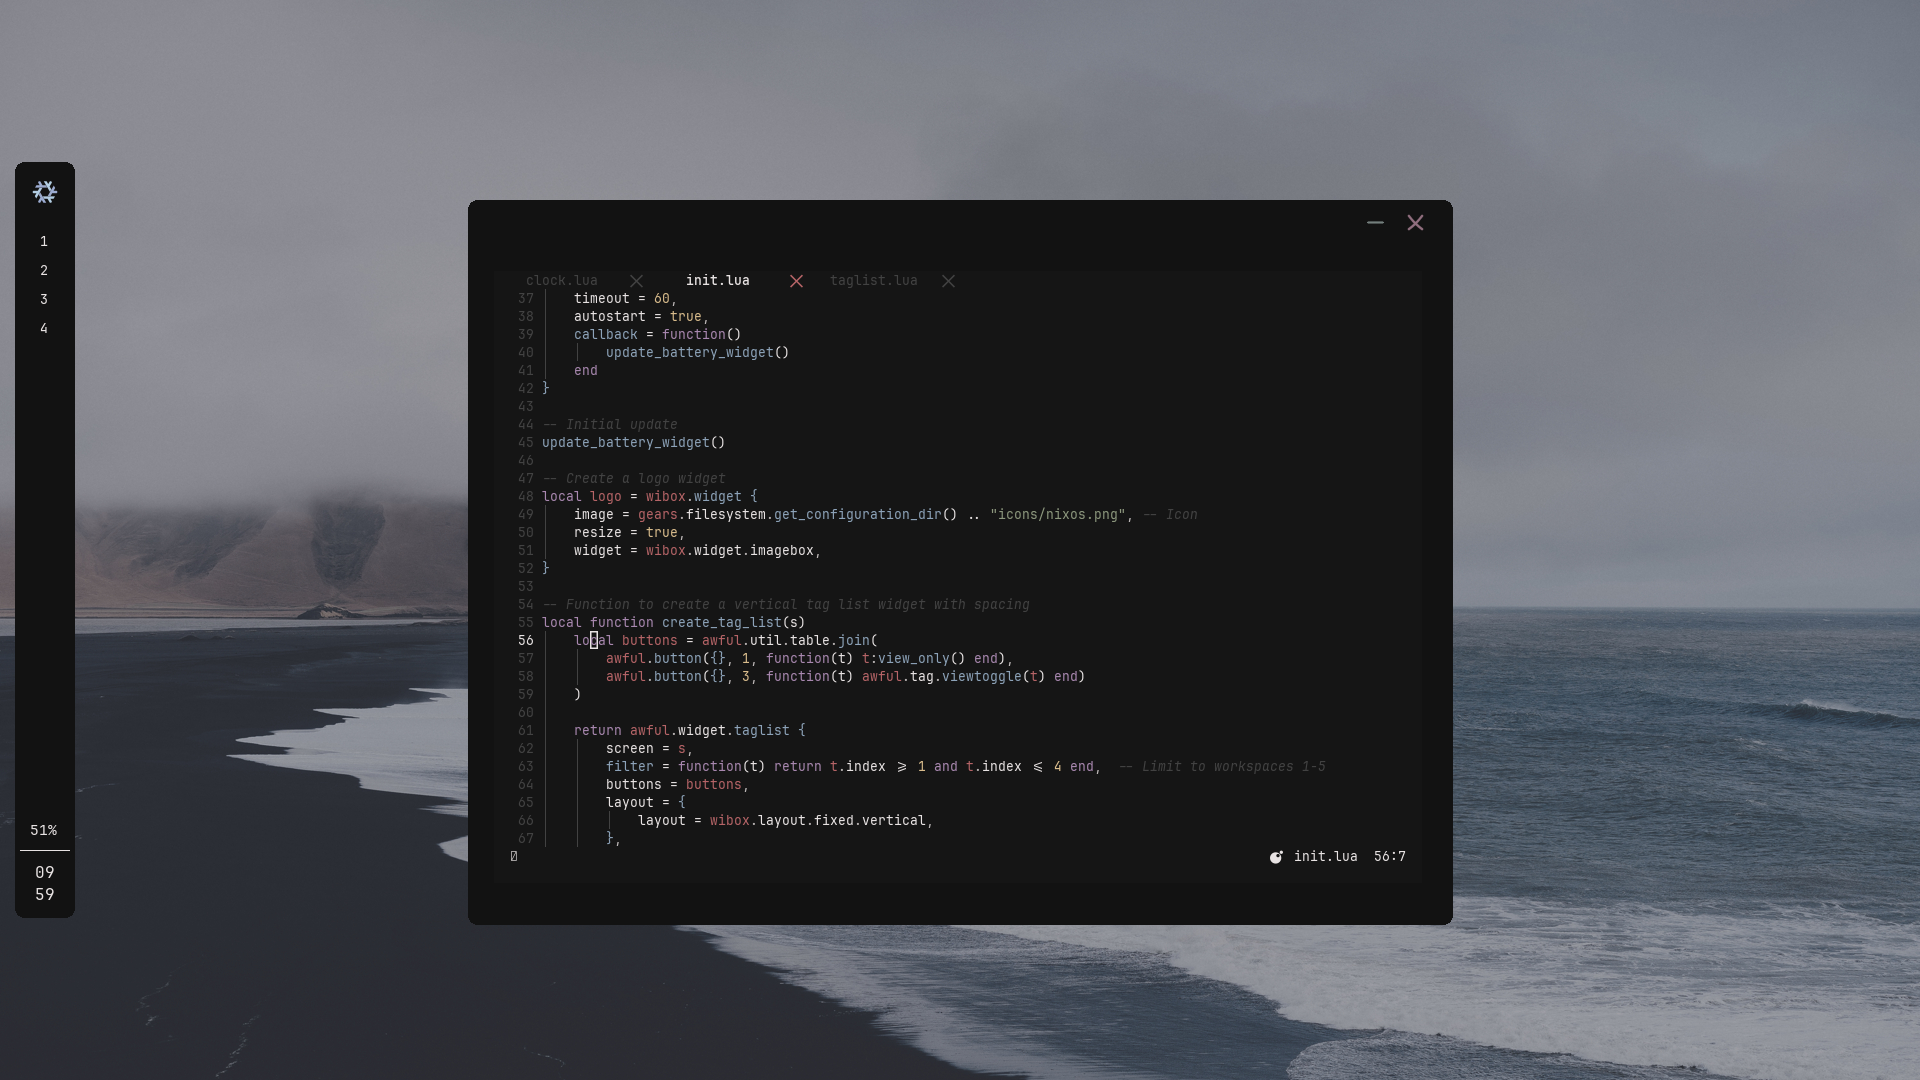 1
2
3
4
51%
09
59
clock.lua init.lua taglist.lua
37     timeout = 60,
38     autostart = true,
39     callback = function()
40         update_battery_widget()
41     end
42 }
43
44 -- Initial update
45 update_battery_widget()
46
47 -- Create a logo widget
48 local logo = wibox.widget {
49     image = gears.filesystem.get_configuration_dir() .. "icons/nixos.png", -- Icon
50     resize = true,
51     widget = wibox.widget.imagebox,
52 }
53
54 -- Function to create a vertical tag list widget with spacing
55 local function create_tag_list(s)
56     local buttons = awful.util.table.join(
57         awful.button({}, 1, function(t) t:view_only() end),
58         awful.button({}, 3, function(t) awful.tag.viewtoggle(t) end)
59     )
60
61     return awful.widget.taglist {
62         screen = s,
63         filter = function(t) return t.index >= 1 and t.index <= 4 end,  -- Limit to workspaces 1-5
64         buttons = buttons,
65         layout = {
66             layout = wibox.layout.fixed.vertical,
67         },
init.lua 56:7